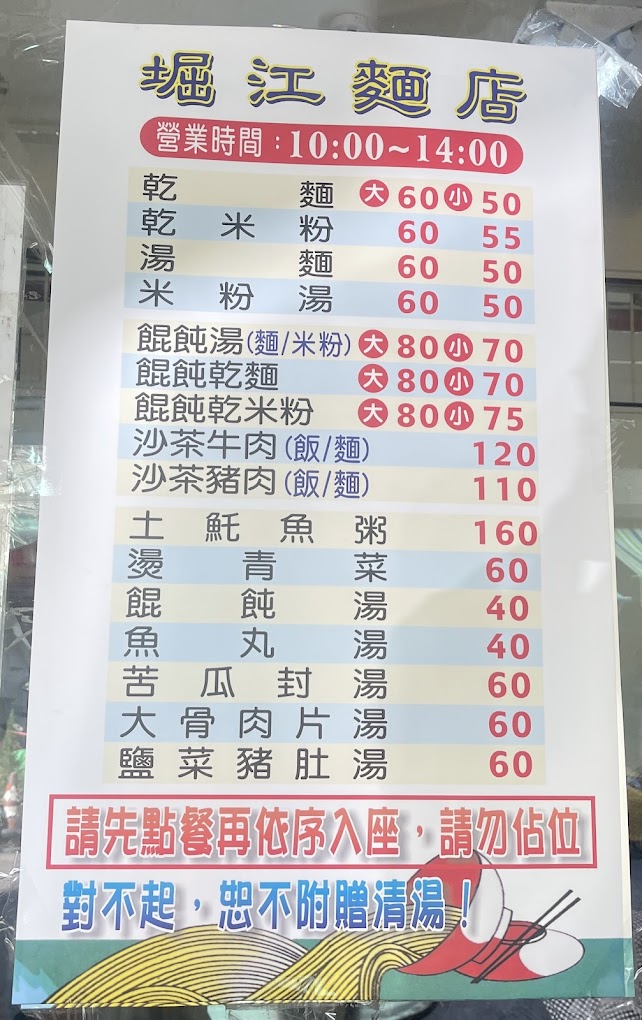 堀江麵店
營業時間：10:00~14:00
乾麵 大 60 小 50
乾米粉 60 55
湯麵 60 50
米粉湯 60 50
餛飩湯(麵/米粉) 大 80 小 70
餛飩乾麵 大 80 小 70
餛飩乾米粉 大 80 小 75
沙茶牛肉(飯/麵) 120
沙茶豬肉(飯/麵) 110
土魠魚粥 160
燙青菜 60
餛飩湯 40
魚丸湯 40
苦瓜封湯 60
大骨肉片湯 60
鹽菜豬肚湯 60
請先點餐再依序入座，請勿佔位
對不起，恕不附贈清湯！